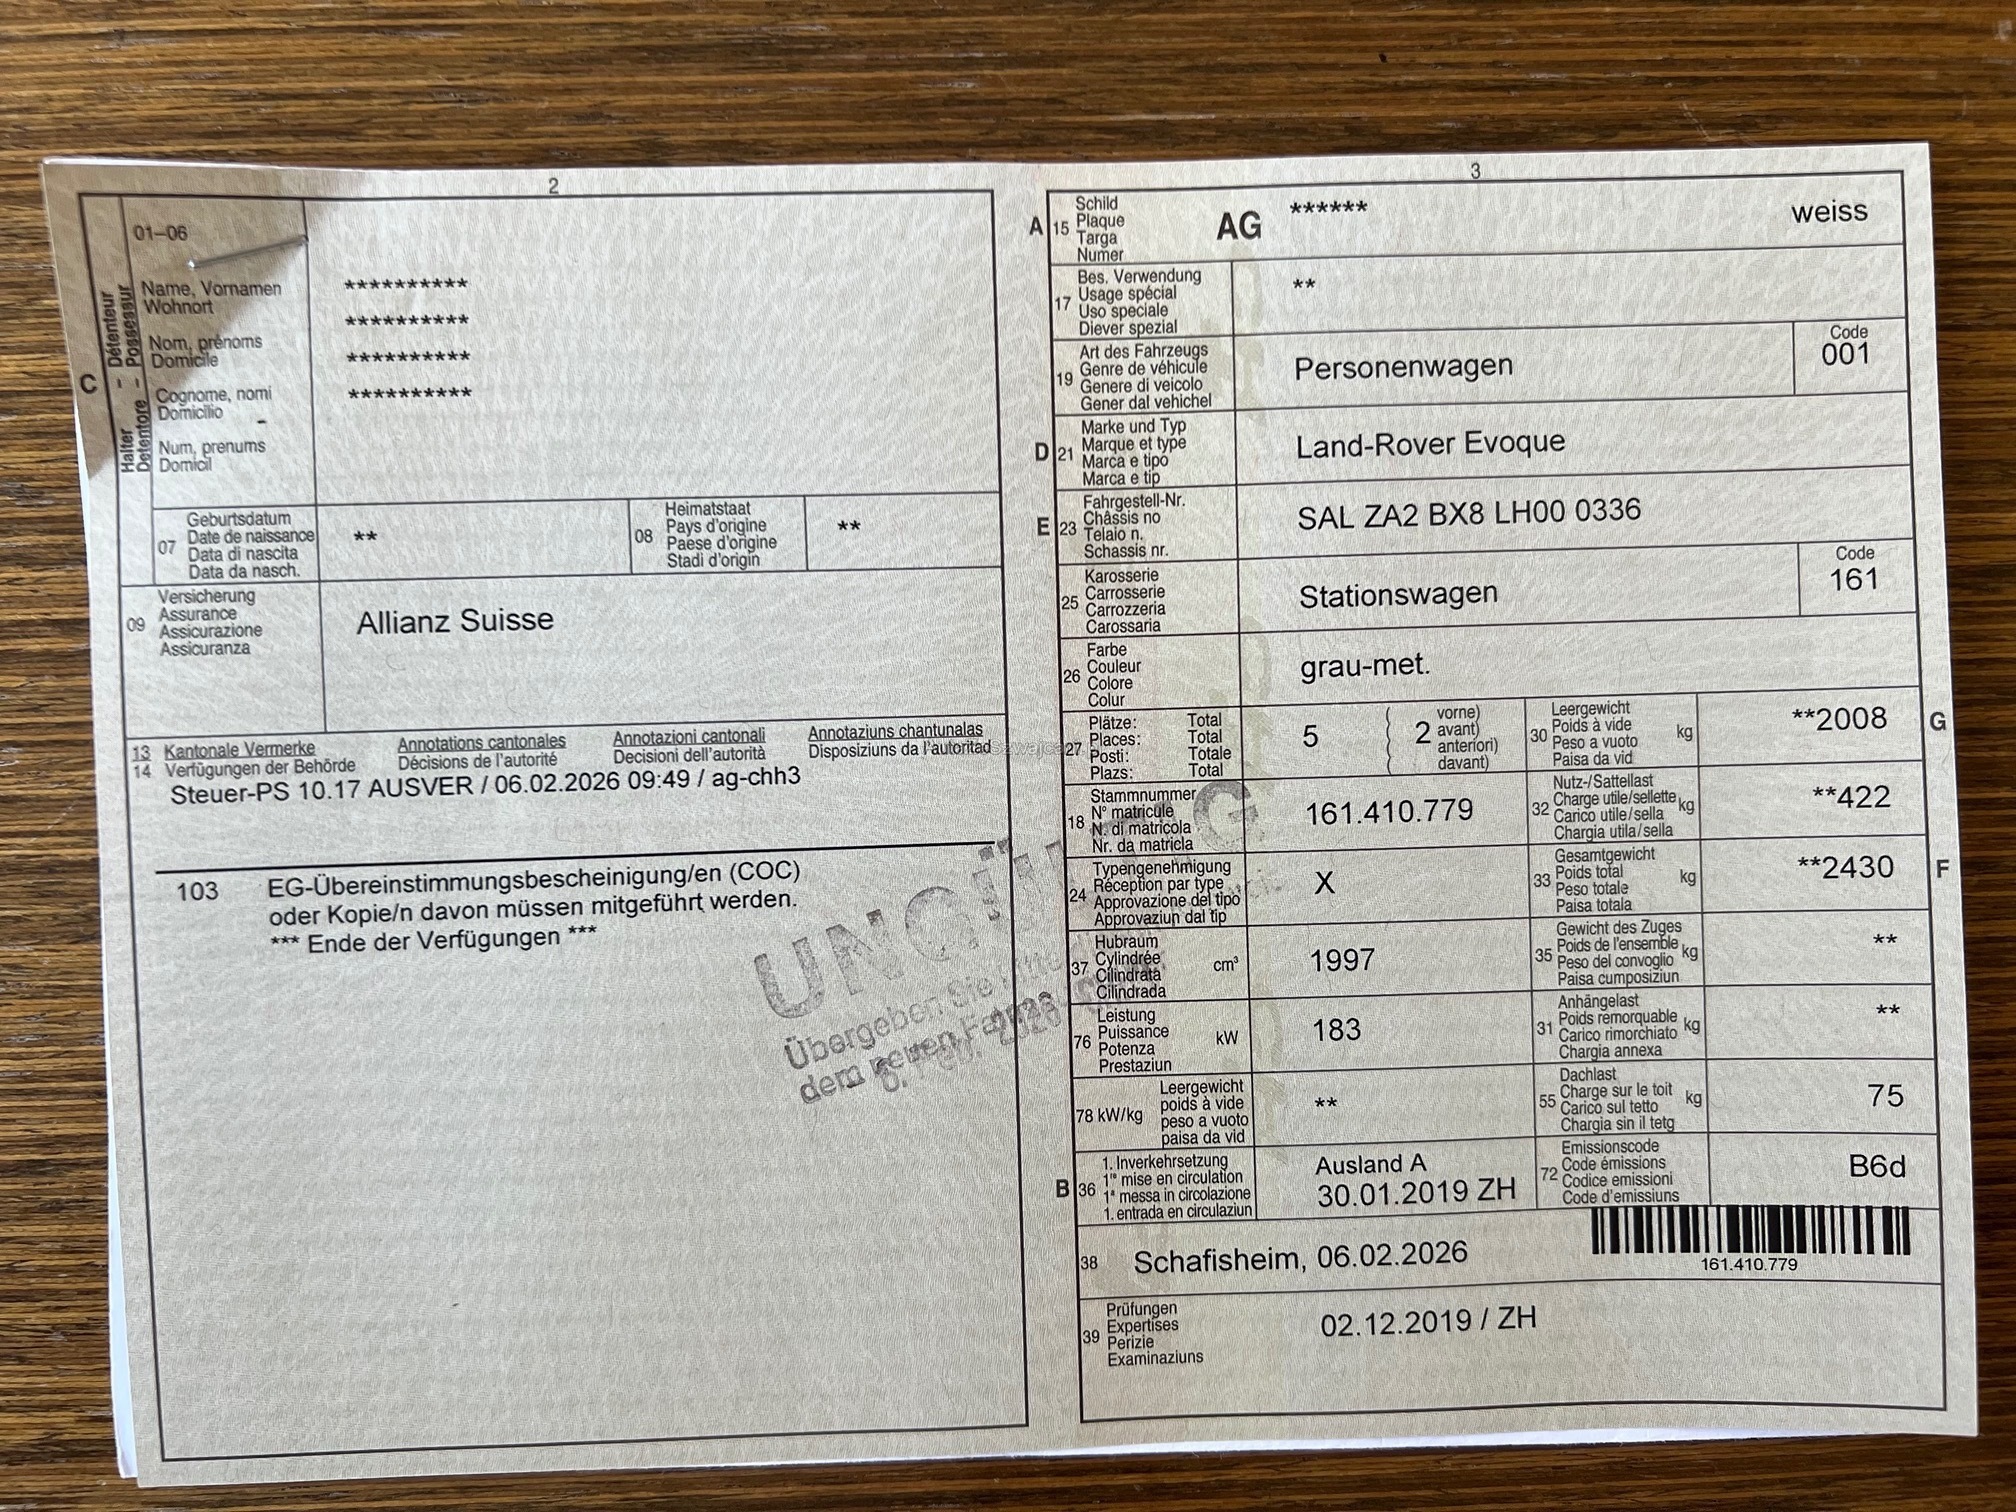 2
01–06
Name, Vornamen
Wohnort
Nom, prénoms
Domicile
Cognome, nomi
Domicilio
Num, prenums
Domicil
C
Halter - Détenteur
Detentore - Possessur
**********
**********
**********
**********
07
Geburtsdatum
Date de naissance
Data di nascita
Data da nasch.
**
08
Heimatstaat
Pays d'origine
Paese d'origine
Stadi d'origin
**
09
Versicherung
Assurance
Assicurazione
Assicuranza
Allianz Suisse
13 Kantonale Vermerke Annotations cantonales Annotazioni cantonali Annotaziuns chantunalas
14 Verfügungen der Behörde Décisions de l'autorité Decisioni dell'autorità Disposiziuns da l'autoritad
Steuer-PS 10.17 AUSVER / 06.02.2026 09:49 / ag-chh3
103 EG-Übereinstimmungsbescheinigung/en (COC)
oder Kopie/n davon müssen mitgeführt werden.
*** Ende der Verfügungen ***
Übergeben Sie
dem neuen
3
A 15
Schild
Plaque
Targa
Numer
AG ****** weiss
17
Bes. Verwendung
Usage spécial
Uso speciale
Diever spezial
**
19
Art des Fahrzeugs
Genre de véhicule
Genere di veicolo
Gener dal vehichel
Personenwagen
Code
001
D 21
Marke und Typ
Marque et type
Marca e tipo
Marca e tip
Land-Rover Evoque
E 23
Fahrgestell-Nr.
Châssis no
Telaio n.
Schassis nr.
SAL ZA2 BX8 LH00 0336
25
Karosserie
Carrosserie
Carrozzeria
Carossaria
Stationswagen
Code
161
26
Farbe
Couleur
Colore
Colur
grau-met.
27
Plätze: Total
Places: Total
Posti: Totale
Plazs: Total
5
( 2 vorne)
( avant)
( anteriori)
( davant)
30
Leergewicht
Poids à vide
Peso a vuoto
Paisa da vid
kg
**2008
G
18
Stammnummer
N° matricule
N. di matricola
Nr. da matricla
161.410.779
32
Nutz-/Sattellast
Charge utile/sellette
Carico utile/sella
Chargia utila/sella
kg
**422
24
Typengenehmigung
Réception par type
Approvazione del tipo
Approvaziun dal tip
X
33
Gesamtgewicht
Poids total
Peso totale
Paisa totala
kg
**2430
F
37
Hubraum
Cylindrée
Cilindrata
Cilindrada
cm³
1997
35
Gewicht des Zuges
Poids de l'ensemble
Peso del convoglio
Paisa cumposiziun
kg
**
76
Leistung
Puissance
Potenza
Prestaziun
kW
183
31
Anhängelast
Poids remorquable
Carico rimorchiato
Chargia annexa
kg
**
78 kW/kg
Leergewicht
poids à vide
peso a vuoto
paisa da vid
**
55
Dachlast
Charge sur le toit
Carico sul tetto
Chargia sin il tetg
kg
75
B 36
1. Inverkehrsetzung
1re mise en circulation
1a messa in circolazione
1. entrada en circulaziun
Ausland A
30.01.2019 ZH
72
Emissionscode
Code émissions
Codice emissioni
Code d'emissiuns
B6d
38 Schafisheim, 06.02.2026
161.410.779
39
Prüfungen
Expertises
Perizie
Examinaziuns
02.12.2019 / ZH